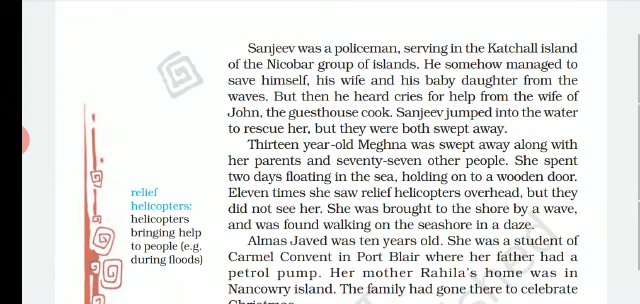 Sanjeev was a policeman, serving in the Katchall island
of the Nicobar group of islands. He somehow managed to
save himself, his wife and his baby daughter from the
waves. But then he heard cries for help from the wife of
John, the guesthouse cook. Sanjeev jumped into the water
to rescue her, but they were both swept away.
Thirteen year-old Meghna was swept away along with
her parents and seventy-seven other people. She spent
two days floating in the sea, holding on to a wooden door.
Eleven times she saw relief helicopters overhead, but they
did not see her. She was brought to the shore by a wave,
and was found walking on the seashore in a daze.
Almas Javed was ten years old. She was a student of
Carmel Convent in Port Blair where her father had a
petrol pump. Her mother Rahila's home was in
Nancowry island. The family had gone there to celebrate
Christmas.
relief
helicopters:
helicopters
bringing help
to people (e.g.
during floods)